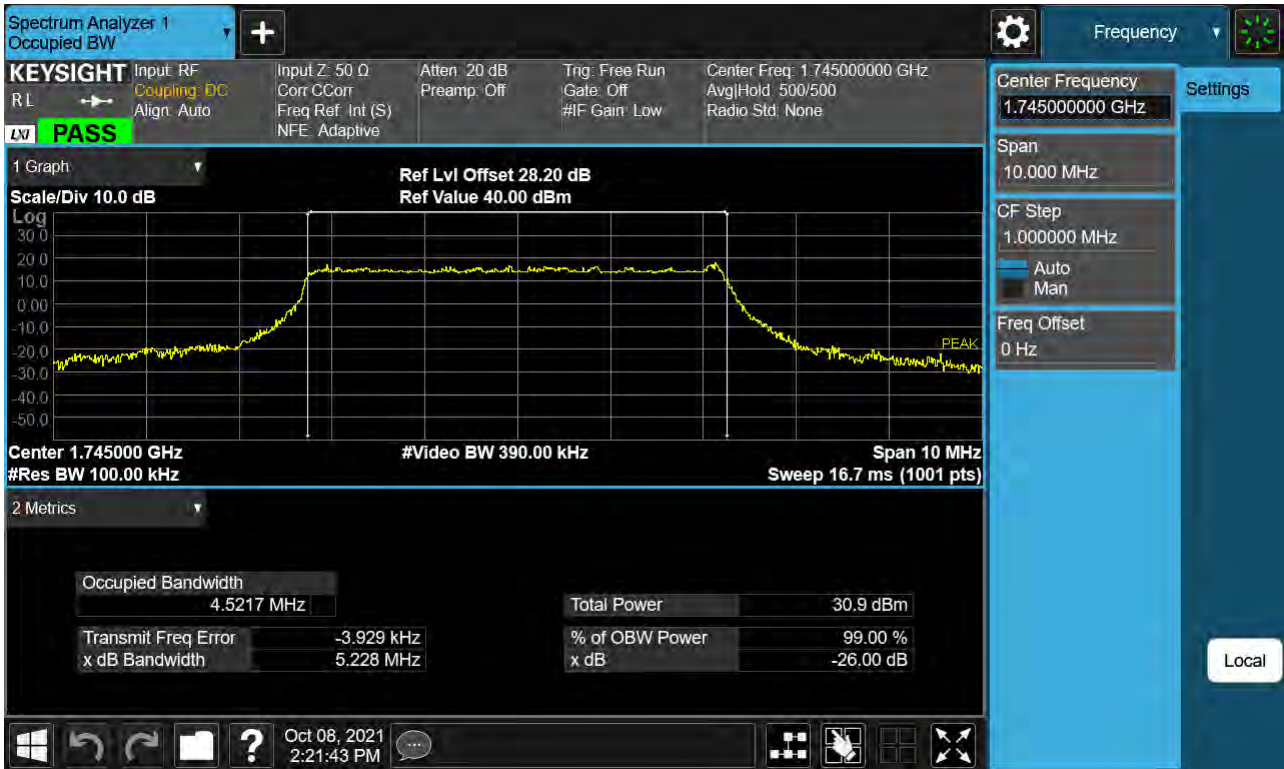 Spectrum Analyzer 1
Occupied BW
Frequency
KEYSIGHT
RL
LXI
PASS
Input: RF
Coupling: DC
Align: Auto
Input Z: 50 Ω
Corr CCorr
Freq Ref: Int (S)
NFE: Adaptive
Atten: 20 dB
Preamp: Off
Trig: Free Run
Gate: Off
#IF Gain: Low
Center Freq: 1.745000000 GHz
Avg|Hold: 500/500
Radio Std: None
Center Frequency
1.745000000 GHz
Settings
Span
10.000 MHz
CF Step
1.000000 MHz
Auto
Man
Freq Offset
0 Hz
Local
1 Graph
Scale/Div 10.0 dB
Ref Lvl Offset 28.20 dB
Ref Value 40.00 dBm
Log
30.0
20.0
10.0
0.00
-10.0
-20.0
-30.0
-40.0
-50.0
PEAK
Center 1.745000 GHz
#Video BW 390.00 kHz
Span 10 MHz
#Res BW 100.00 kHz
Sweep 16.7 ms (1001 pts)
2 Metrics
Occupied Bandwidth
4.5217 MHz
Total Power 30.9 dBm
Transmit Freq Error -3.929 kHz
% of OBW Power 99.00 %
x dB Bandwidth 5.228 MHz
x dB -26.00 dB
?
Oct 08, 2021
2:21:43 PM